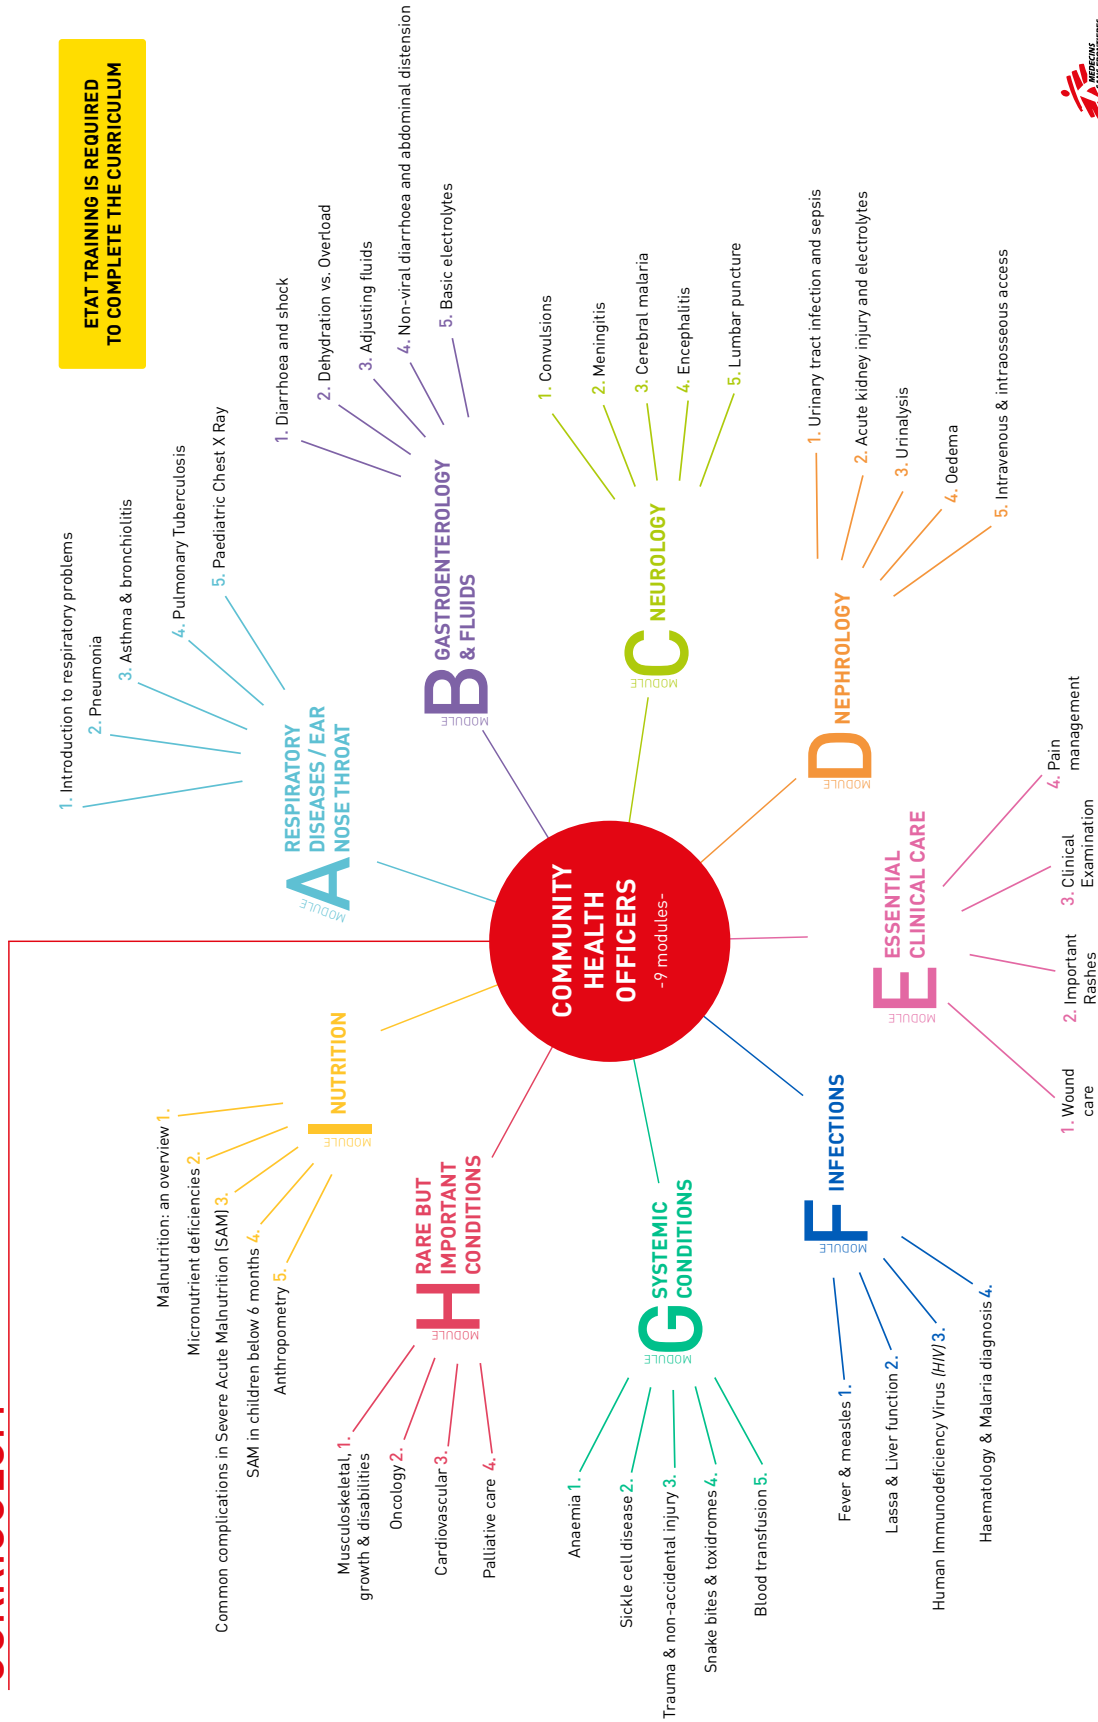 ETAT TRAINING IS REQUIRED
TO COMPLETE THE CURRICULUM
COMMUNITY
HEALTH
OFFICERS
-9 modules-
MODULE
A
RESPIRATORY
DISEASES / EAR
NOSE THROAT
1. Introduction to respiratory problems
2. Pneumonia
3. Asthma & bronchiolitis
4. Pulmonary Tuberculosis
5. Paediatric Chest X Ray
MODULE
B
GASTROENTEROLOGY
& FLUIDS
1. Diarrhoea and shock
2. Dehydration vs. Overload
3. Adjusting fluids
4. Non-viral diarrhoea and abdominal distension
5. Basic electrolytes
MODULE
C
NEUROLOGY
1. Convulsions
2. Meningitis
3. Cerebral malaria
4. Encephalitis
5. Lumbar puncture
MODULE
D
NEPHROLOGY
1. Urinary tract infection and sepsis
2. Acute kidney injury and electrolytes
3. Urinalysis
4. Oedema
5. Intravenous & intraosseous access
MODULE
E
ESSENTIAL
CLINICAL CARE
1. Wound
care
2. Important
Rashes
3. Clinical
Examination
4. Pain
management
MODULE
F
INFECTIONS
Fever & measles 1.
Lassa & Liver function 2.
Human Immunodeficiency Virus (HIV) 3.
Haematology & Malaria diagnosis 4.
MODULE
G
SYSTEMIC
CONDITIONS
Anaemia 1.
Sickle cell disease 2.
Trauma & non-accidental injury 3.
Snake bites & toxidromes 4.
Blood transfusion 5.
MODULE
H
RARE BUT
IMPORTANT
CONDITIONS
Musculoskeletal, 1.
growth & disabilities
Oncology 2.
Cardiovascular 3.
Palliative care 4.
MODULE
I
NUTRITION
Malnutrition: an overview 1.
Micronutrient deficiencies 2.
Common complications in Severe Acute Malnutrition (SAM) 3.
SAM in children below 6 months 4.
Anthropometry 5.
MEDECINS